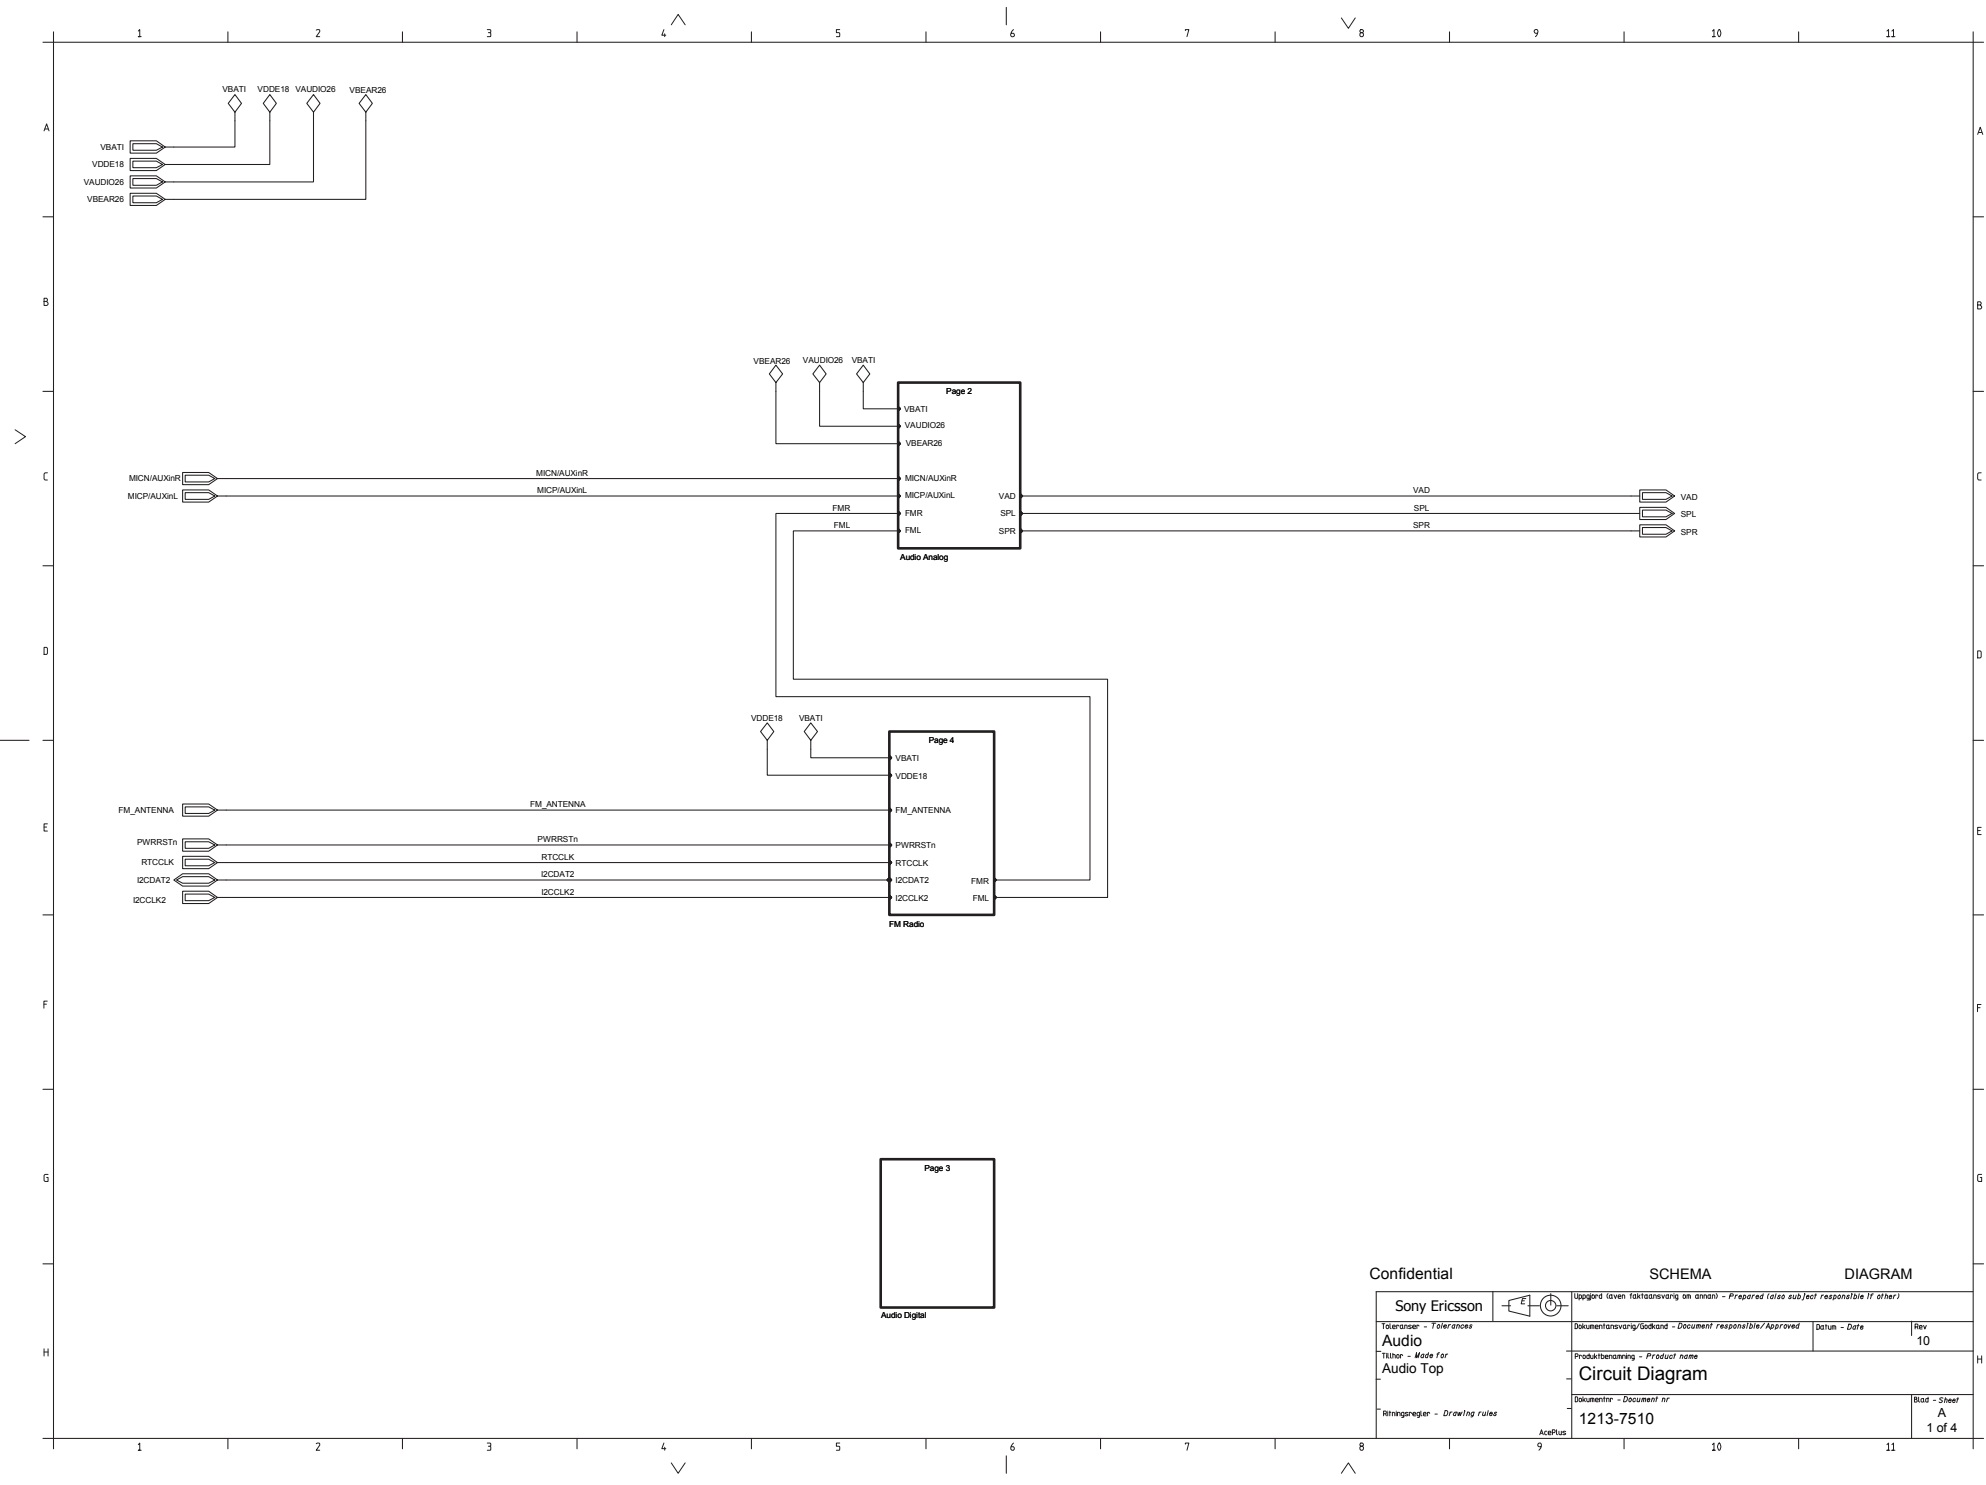 1 2 3 4 5 6 7 8 9 10 11
VBATI VDDE18 VAUDIO26 VBEAR26
A A
VBATI
VDDE18
VAUDIO26
VBEAR26
B B
VBEAR26 VAUDIO26 VBATI
Page 2
VBATI
VAUDIO26
VBEAR26
C C
MICN/AUXinR MICN/AUXinR MICN/AUXinR
MICP/AUXinL MICP/AUXinL MICP/AUXinL VAD VAD VAD
FMR FMR SPL SPL SPL
FML FML SPR SPR SPR
Audio Analog
D D
VDDE18 VBATI
Page 4
VBATI
VDDE18
FM_ANTENNA FM_ANTENNA FM_ANTENNA
E E
PWRRSTn PWRRSTn PWRRSTn
RTCCLK RTCCLK RTCCLK
I2CDAT2 I2CDAT2 I2CDAT2 FMR
I2CCLK2 I2CCLK2 I2CCLK2 FML
FM Radio
F F
Page 3
G G
Audio Digital
Confidential SCHEMA DIAGRAM
Sony Ericsson E Uppgjord (även faktaansvarig om annan) - Prepared (also subject responsible if other)
Toleranser - Tolerances Dokumentansvarig/Godkand - Document responsible/Approved Datum - Date Rev
Audio 10
H H
Tillhor - Made for Produktbenamning - Product name
Audio Top Circuit Diagram
Dokumentnr - Document nr Blad - Sheet
Ritningsregler - Drawing rules 1213-7510 A
1 of 4
AcePlus
1 2 3 4 5 6 7 8 9 10 11